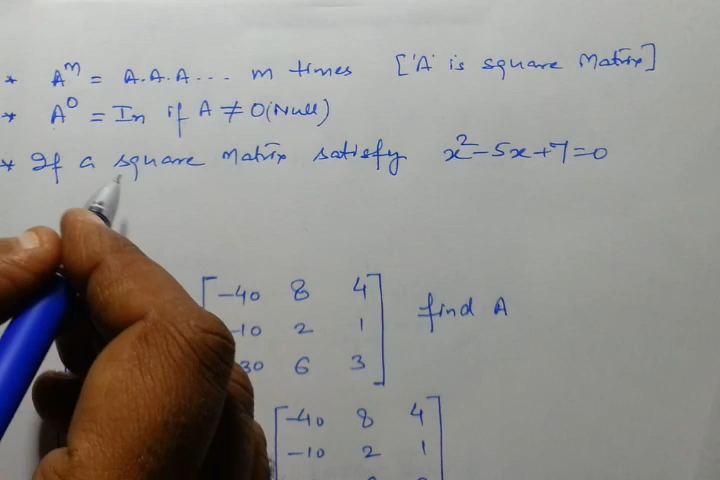 * A^m = A.A.A... m times ['A' is square Matrix]
* A^0 = In if A ≠ 0(Null)
* If a square matrix satisfy x^2-5x+7=0
-40 8 4
-10 2 1 find A
30 6 3
-40 8 4
-10 2 1